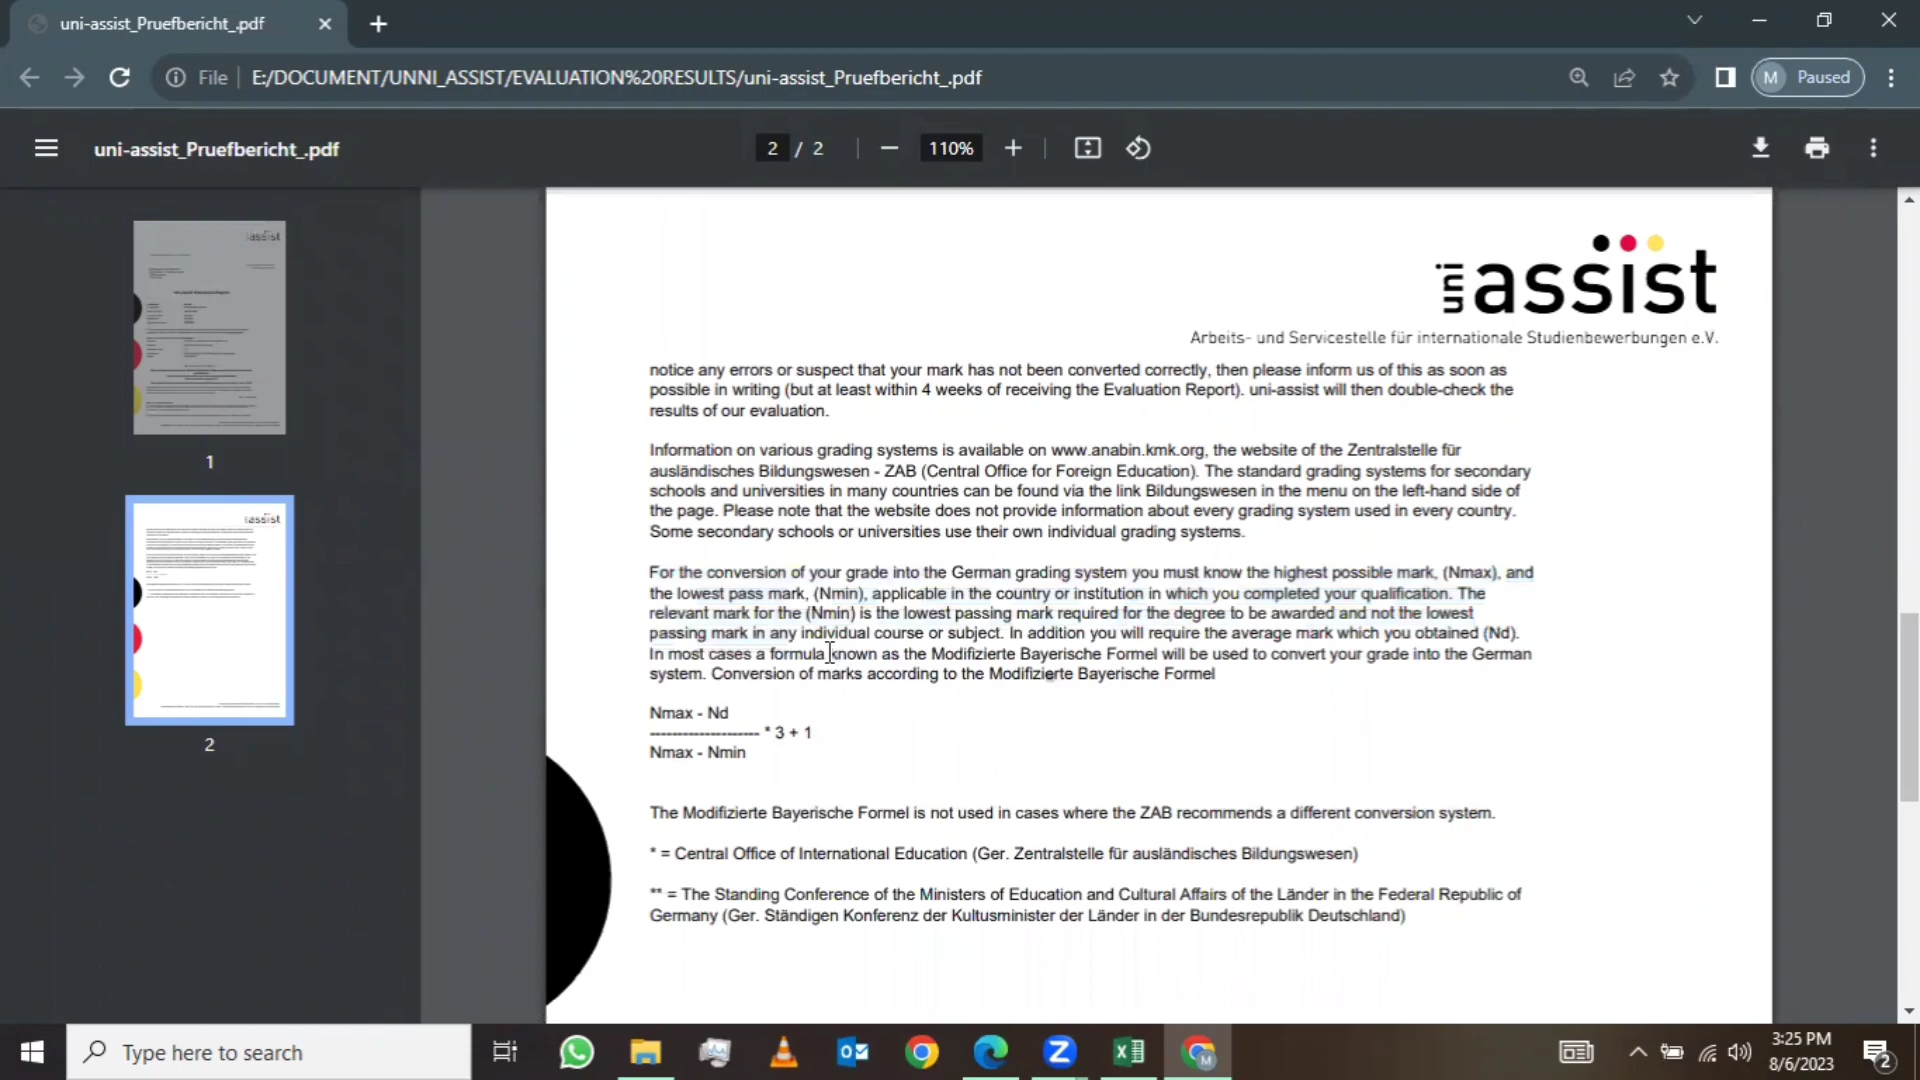 uni-assist_Pruefbericht_.pdf
File
E:/DOCUMENT/UNNI_ASSIST/EVALUATION%20RESULTS/uni-assist_Pruefbericht_.pdf
M
Paused
uni-assist_Pruefbericht_.pdf
2 / 2
110%
1
2
uni assist
Arbeits- und Servicestelle für internationale Studienbewerbungen e.V.
notice any errors or suspect that your mark has not been converted correctly, then please inform us of this as soon as
possible in writing (but at least within 4 weeks of receiving the Evaluation Report). uni-assist will then double-check the
results of our evaluation.
Information on various grading systems is available on www.anabin.kmk.org, the website of the Zentralstelle für
ausländisches Bildungswesen - ZAB (Central Office for Foreign Education). The standard grading systems for secondary
schools and universities in many countries can be found via the link Bildungswesen in the menu on the left-hand side of
the page. Please note that the website does not provide information about every grading system used in every country.
Some secondary schools or universities use their own individual grading systems.
For the conversion of your grade into the German grading system you must know the highest possible mark, (Nmax), and
the lowest pass mark, (Nmin), applicable in the country or institution in which you completed your qualification. The
relevant mark for the (Nmin) is the lowest passing mark required for the degree to be awarded and not the lowest
passing mark in any individual course or subject. In addition you will require the average mark which you obtained (Nd).
In most cases a formula known as the Modifizierte Bayerische Formel will be used to convert your grade into the German
system. Conversion of marks according to the Modifizierte Bayerische Formel
Nmax - Nd
-------------------- * 3 + 1
Nmax - Nmin
The Modifizierte Bayerische Formel is not used in cases where the ZAB recommends a different conversion system.
* = Central Office of International Education (Ger. Zentralstelle für ausländisches Bildungswesen)
** = The Standing Conference of the Ministers of Education and Cultural Affairs of the Länder in the Federal Republic of
Germany (Ger. Ständigen Konferenz der Kultusminister der Länder in der Bundesrepublik Deutschland)
Type here to search
3:25 PM
8/6/2023
2